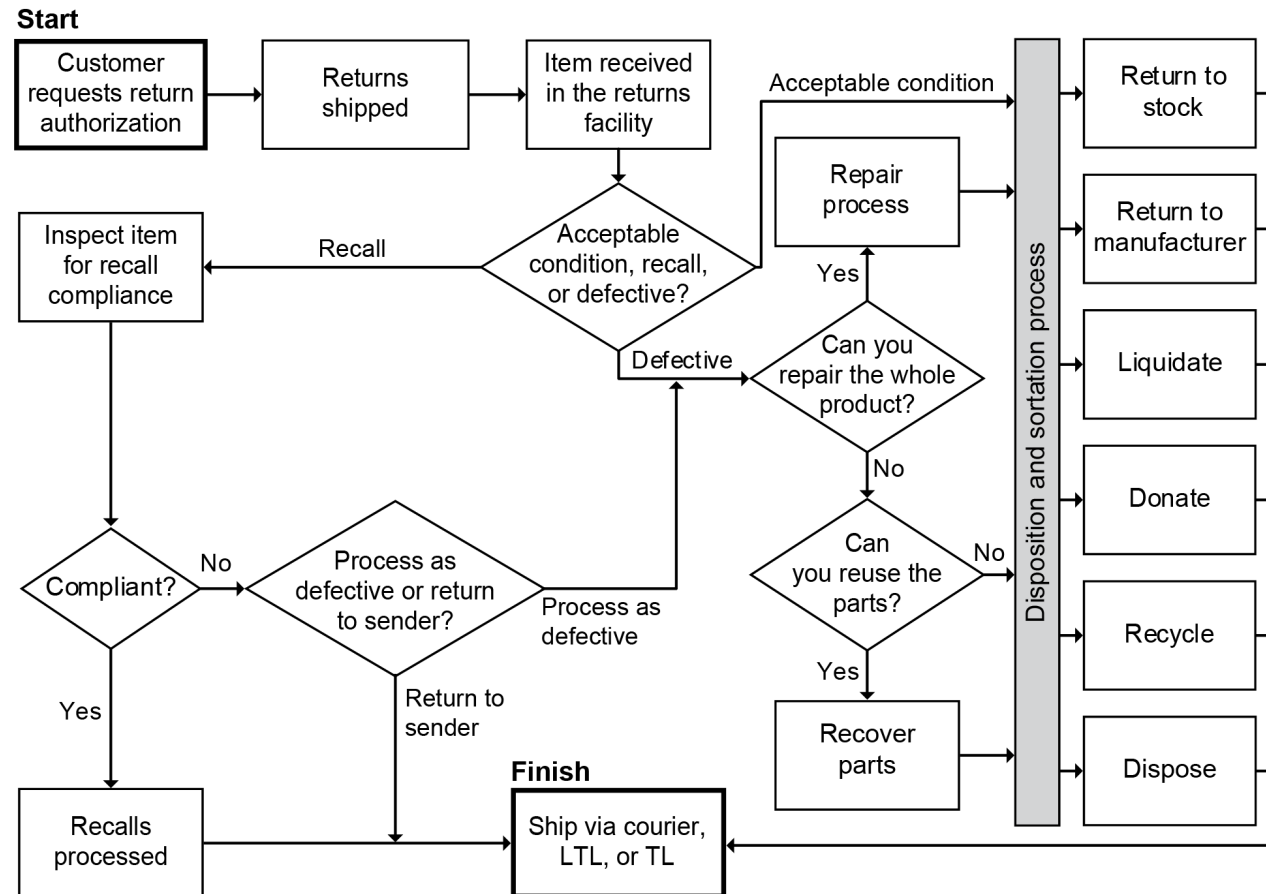 Start
Customer
requests return
authorization
Returns
shipped
Item received
in the returns
facility
Acceptable condition
Return to
stock
Repair
process
Return to
manufacturer
Inspect item
for recall
compliance
Recall
Acceptable
condition, recall,
or defective?
Yes
Defective
Can you
repair the whole
product?
Liquidate
Disposition and sortation process
No
Donate
Compliant?
No
Process as
defective or return
to sender?
Process as
defective
Can
you reuse the
parts?
No
Recycle
Yes
Return to
sender
Yes
Recover
parts
Dispose
Finish
Recalls
processed
Ship via courier,
LTL, or TL